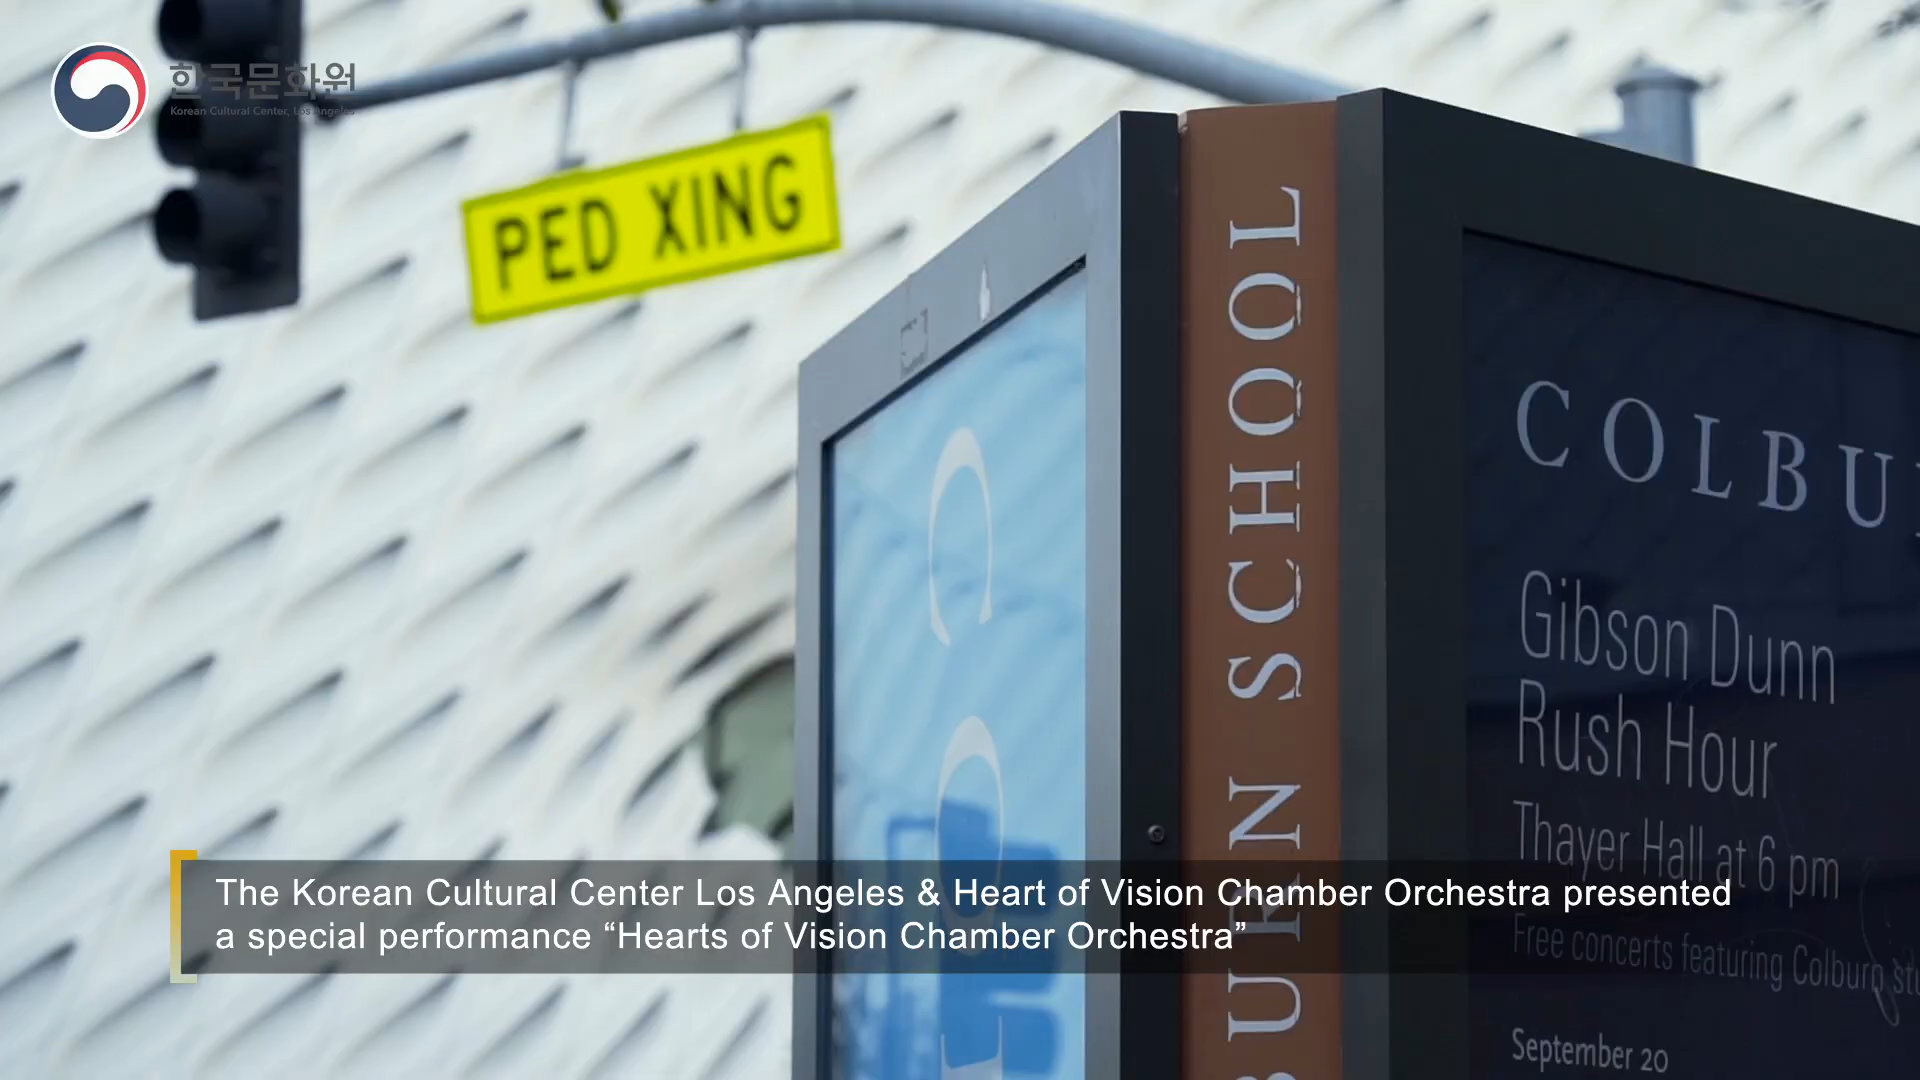 한국문화원
Korean Cultural Center, Los Angeles
PED XING
BURN SCHOOL
COLBU
Gibson Dunn
Rush Hour
Thayer Hall at 6 pm
Free concerts featuring Colburn stu
September 20
The Korean Cultural Center Los Angeles & Heart of Vision Chamber Orchestra presented
a special performance “Hearts of Vision Chamber Orchestra”